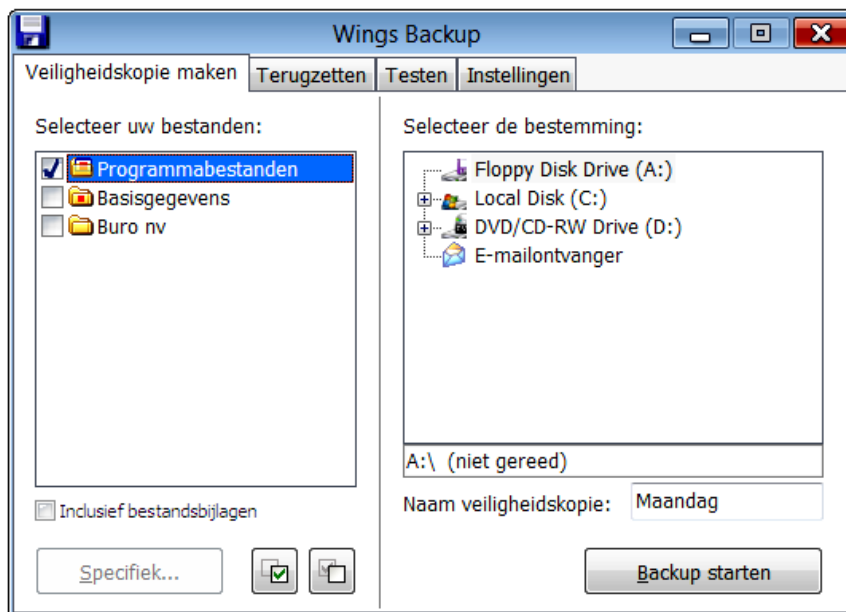 Wings Backup
Veiligheidskopie maken
Terugzetten
Testen
Instellingen
Selecteer uw bestanden:
Programmabestanden
Basisgegevens
Buro nv
Inclusief bestandsbijlagen
Specifiek...
Selecteer de bestemming:
Floppy Disk Drive (A:)
Local Disk (C:)
DVD/CD-RW Drive (D:)
E-mailontvanger
A:\ (niet gereed)
Naam veiligheidskopie: Maandag
Backup starten